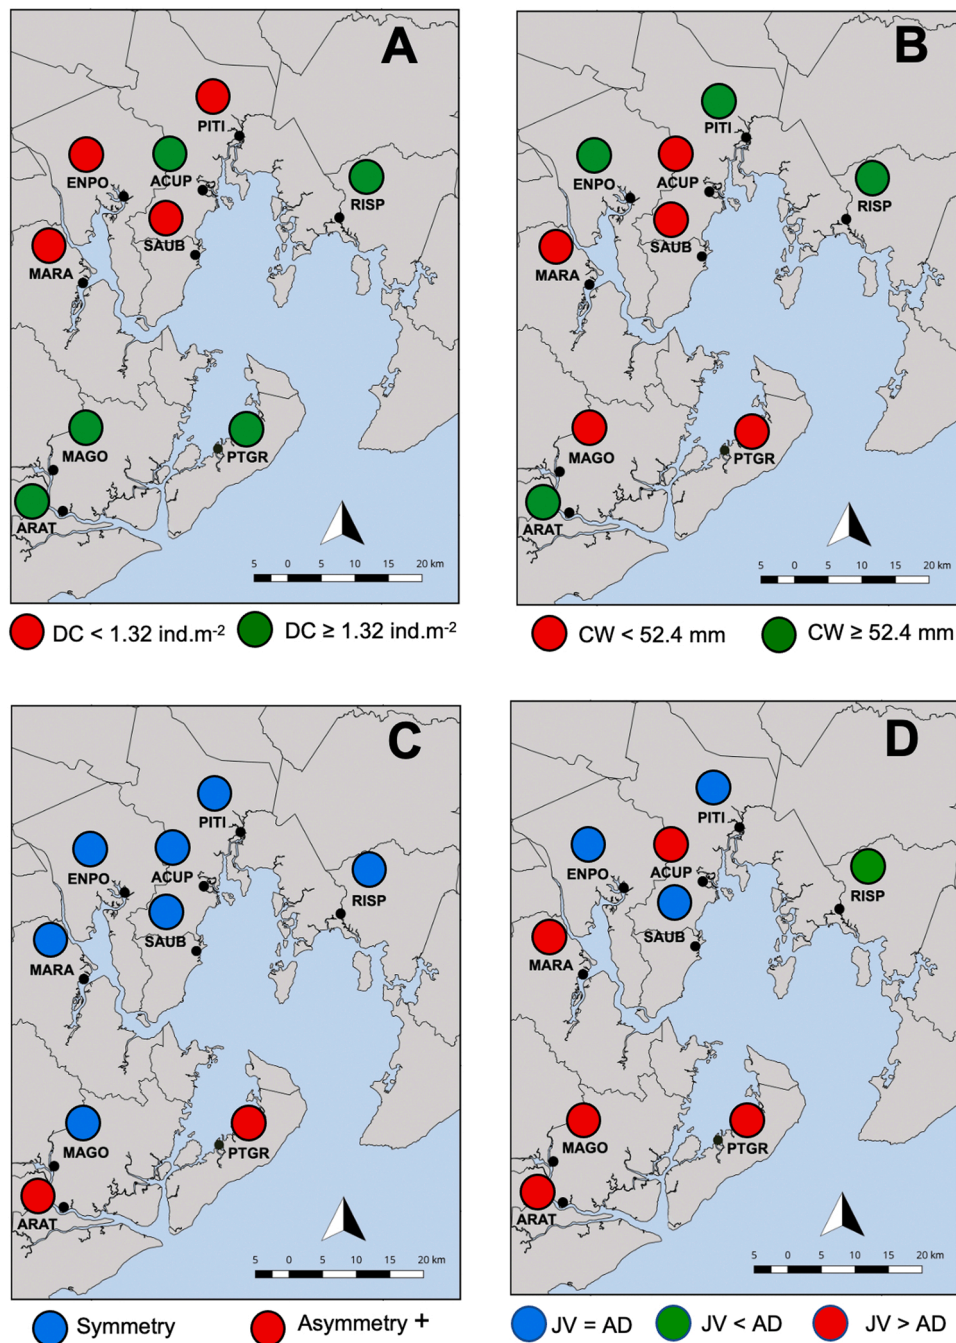 A
PITI
ENPO
ACUP
RISP
SAUB
MARA
MAGO
PTGR
ARAT
5 0 5 10 15 20 km
DC < 1.32 ind.m-2 DC ≥ 1.32 ind.m-2
B
PITI
ENPO
ACUP
RISP
SAUB
MARA
MAGO
PTGR
ARAT
5 0 5 10 15 20 km
CW < 52.4 mm CW ≥ 52.4 mm
C
PITI
ENPO
ACUP
RISP
SAUB
MARA
MAGO
PTGR
ARAT
5 0 5 10 15 20 km
Symmetry Asymmetry +
D
PITI
ENPO
ACUP
RISP
SAUB
MARA
MAGO
PTGR
ARAT
5 0 5 10 15 20 km
JV = AD JV < AD JV > AD